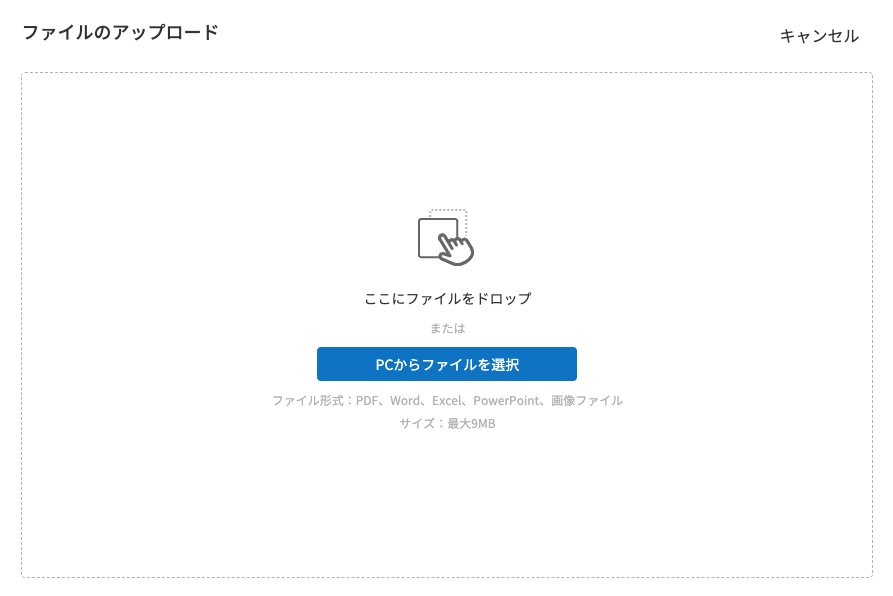 ファイルのアップロード
キャンセル
ここにファイルをドロップ
または
PCからファイルを選択
ファイル形式：PDF、Word、Excel、PowerPoint、画像ファイル
サイズ：最大9MB